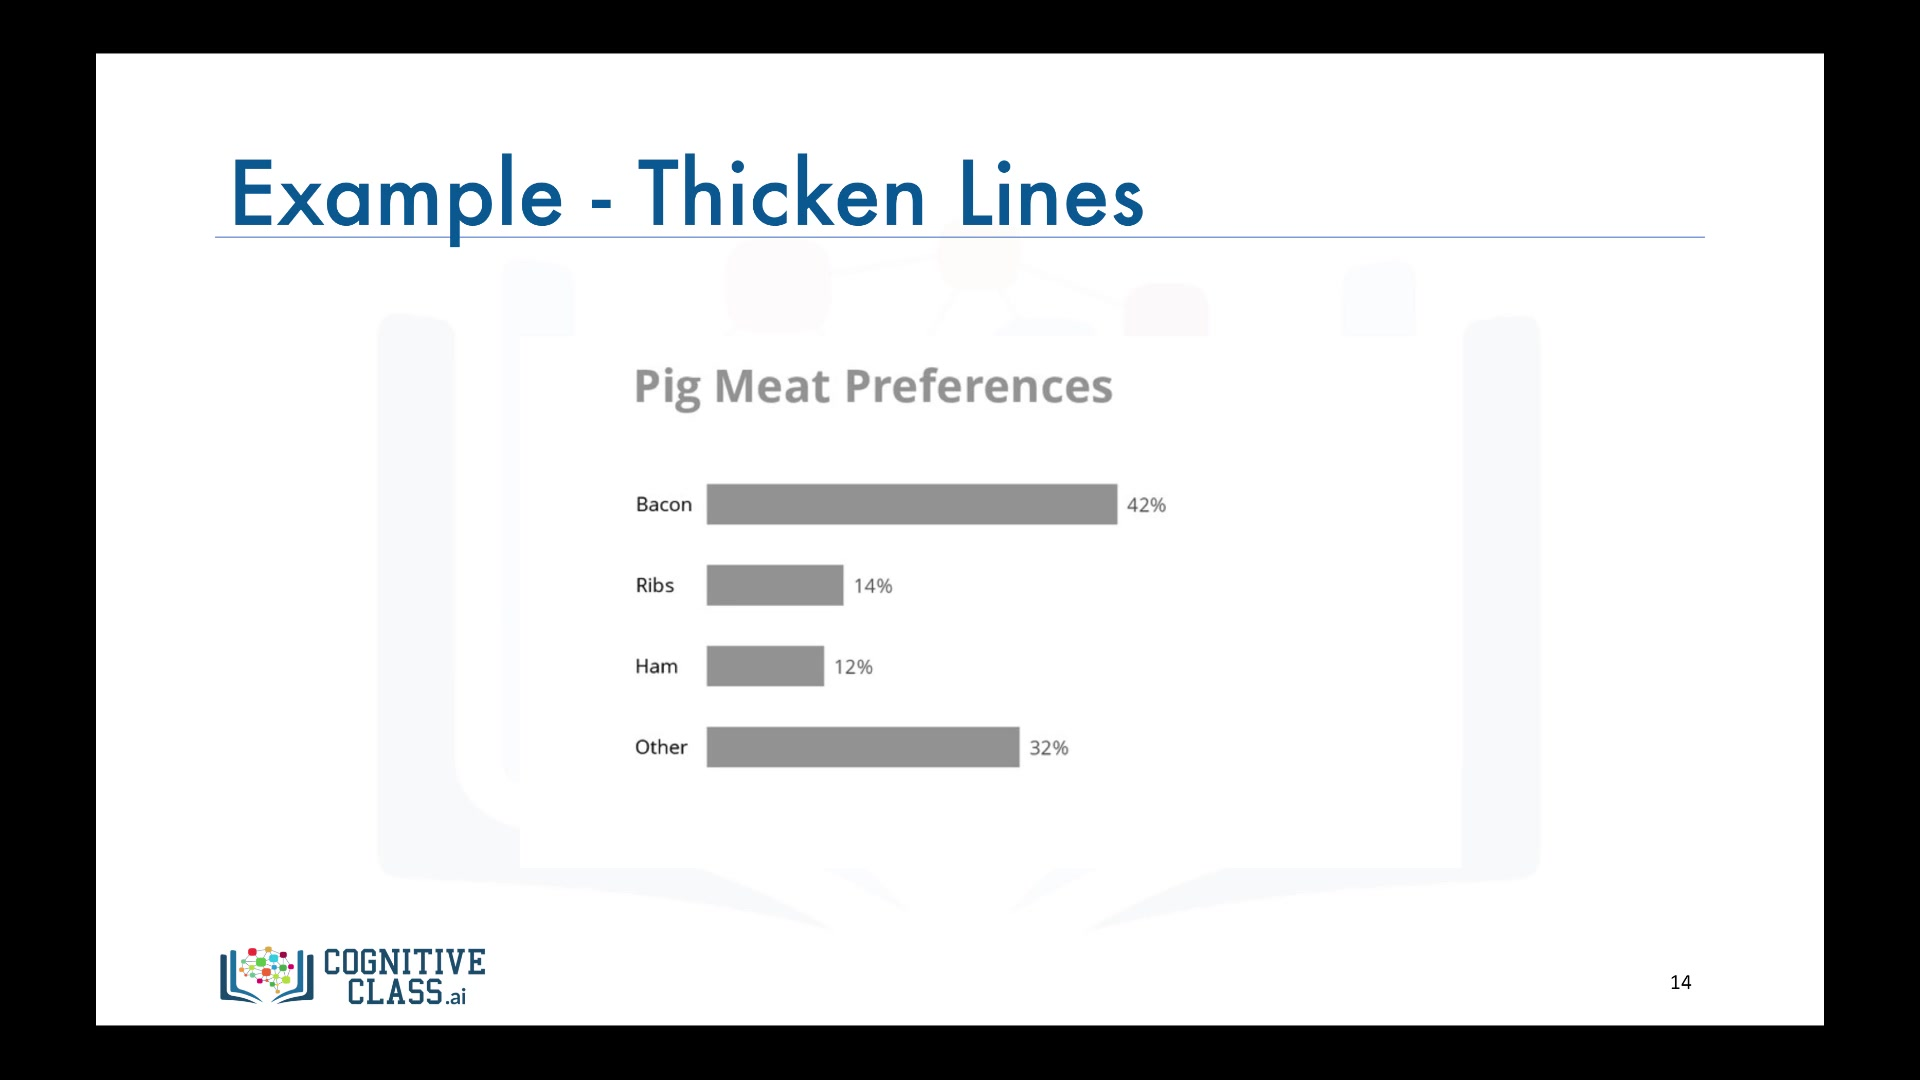 Example - Thicken Lines
Pig Meat Preferences
Bacon 42%
Ribs 14%
Ham 12%
Other 32%
COGNITIVE
CLASS.ai
14